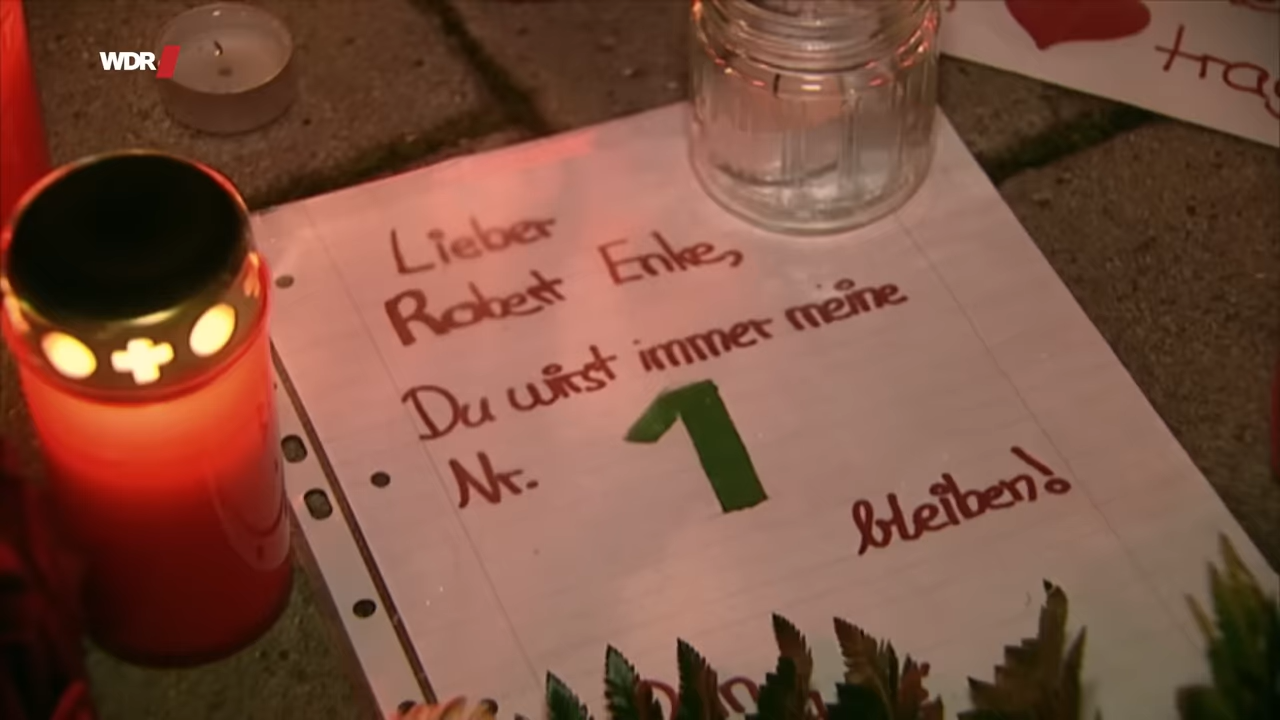 WDR
Lieber
Robert Enke,
Du wirst immer meine
Nr. 1
bleiben!